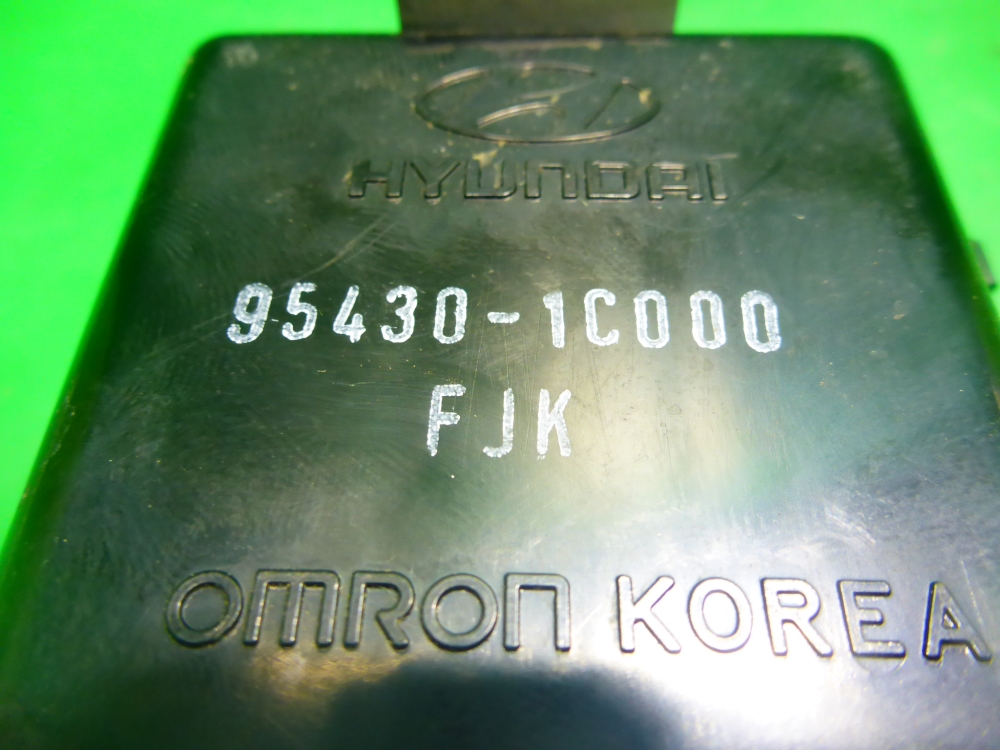 HYUNDAI
95430-1C000
FJK
OMRON KOREA